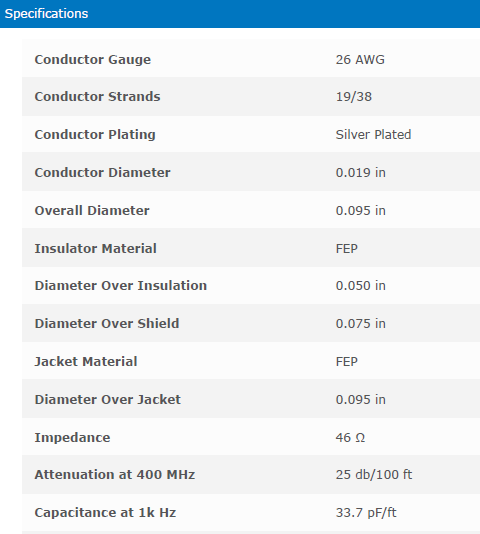 Specifications
Conductor Gauge 26 AWG
Conductor Strands 19/38
Conductor Plating Silver Plated
Conductor Diameter 0.019 in
Overall Diameter 0.095 in
Insulator Material FEP
Diameter Over Insulation 0.050 in
Diameter Over Shield 0.075 in
Jacket Material FEP
Diameter Over Jacket 0.095 in
Impedance 46 Ω
Attenuation at 400 MHz 25 db/100 ft
Capacitance at 1k Hz 33.7 pF/ft